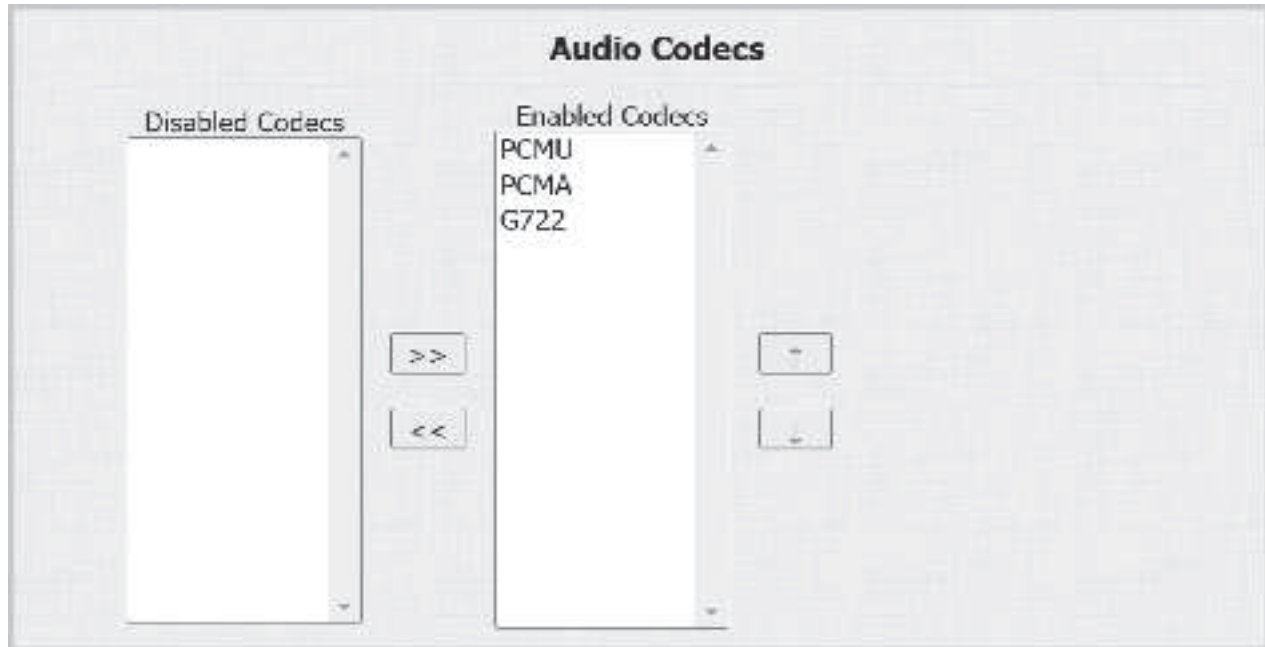 Audio Codecs
Disabled Codecs
Enabled Codecs
PCMU
PCMA
G722
>>
<<